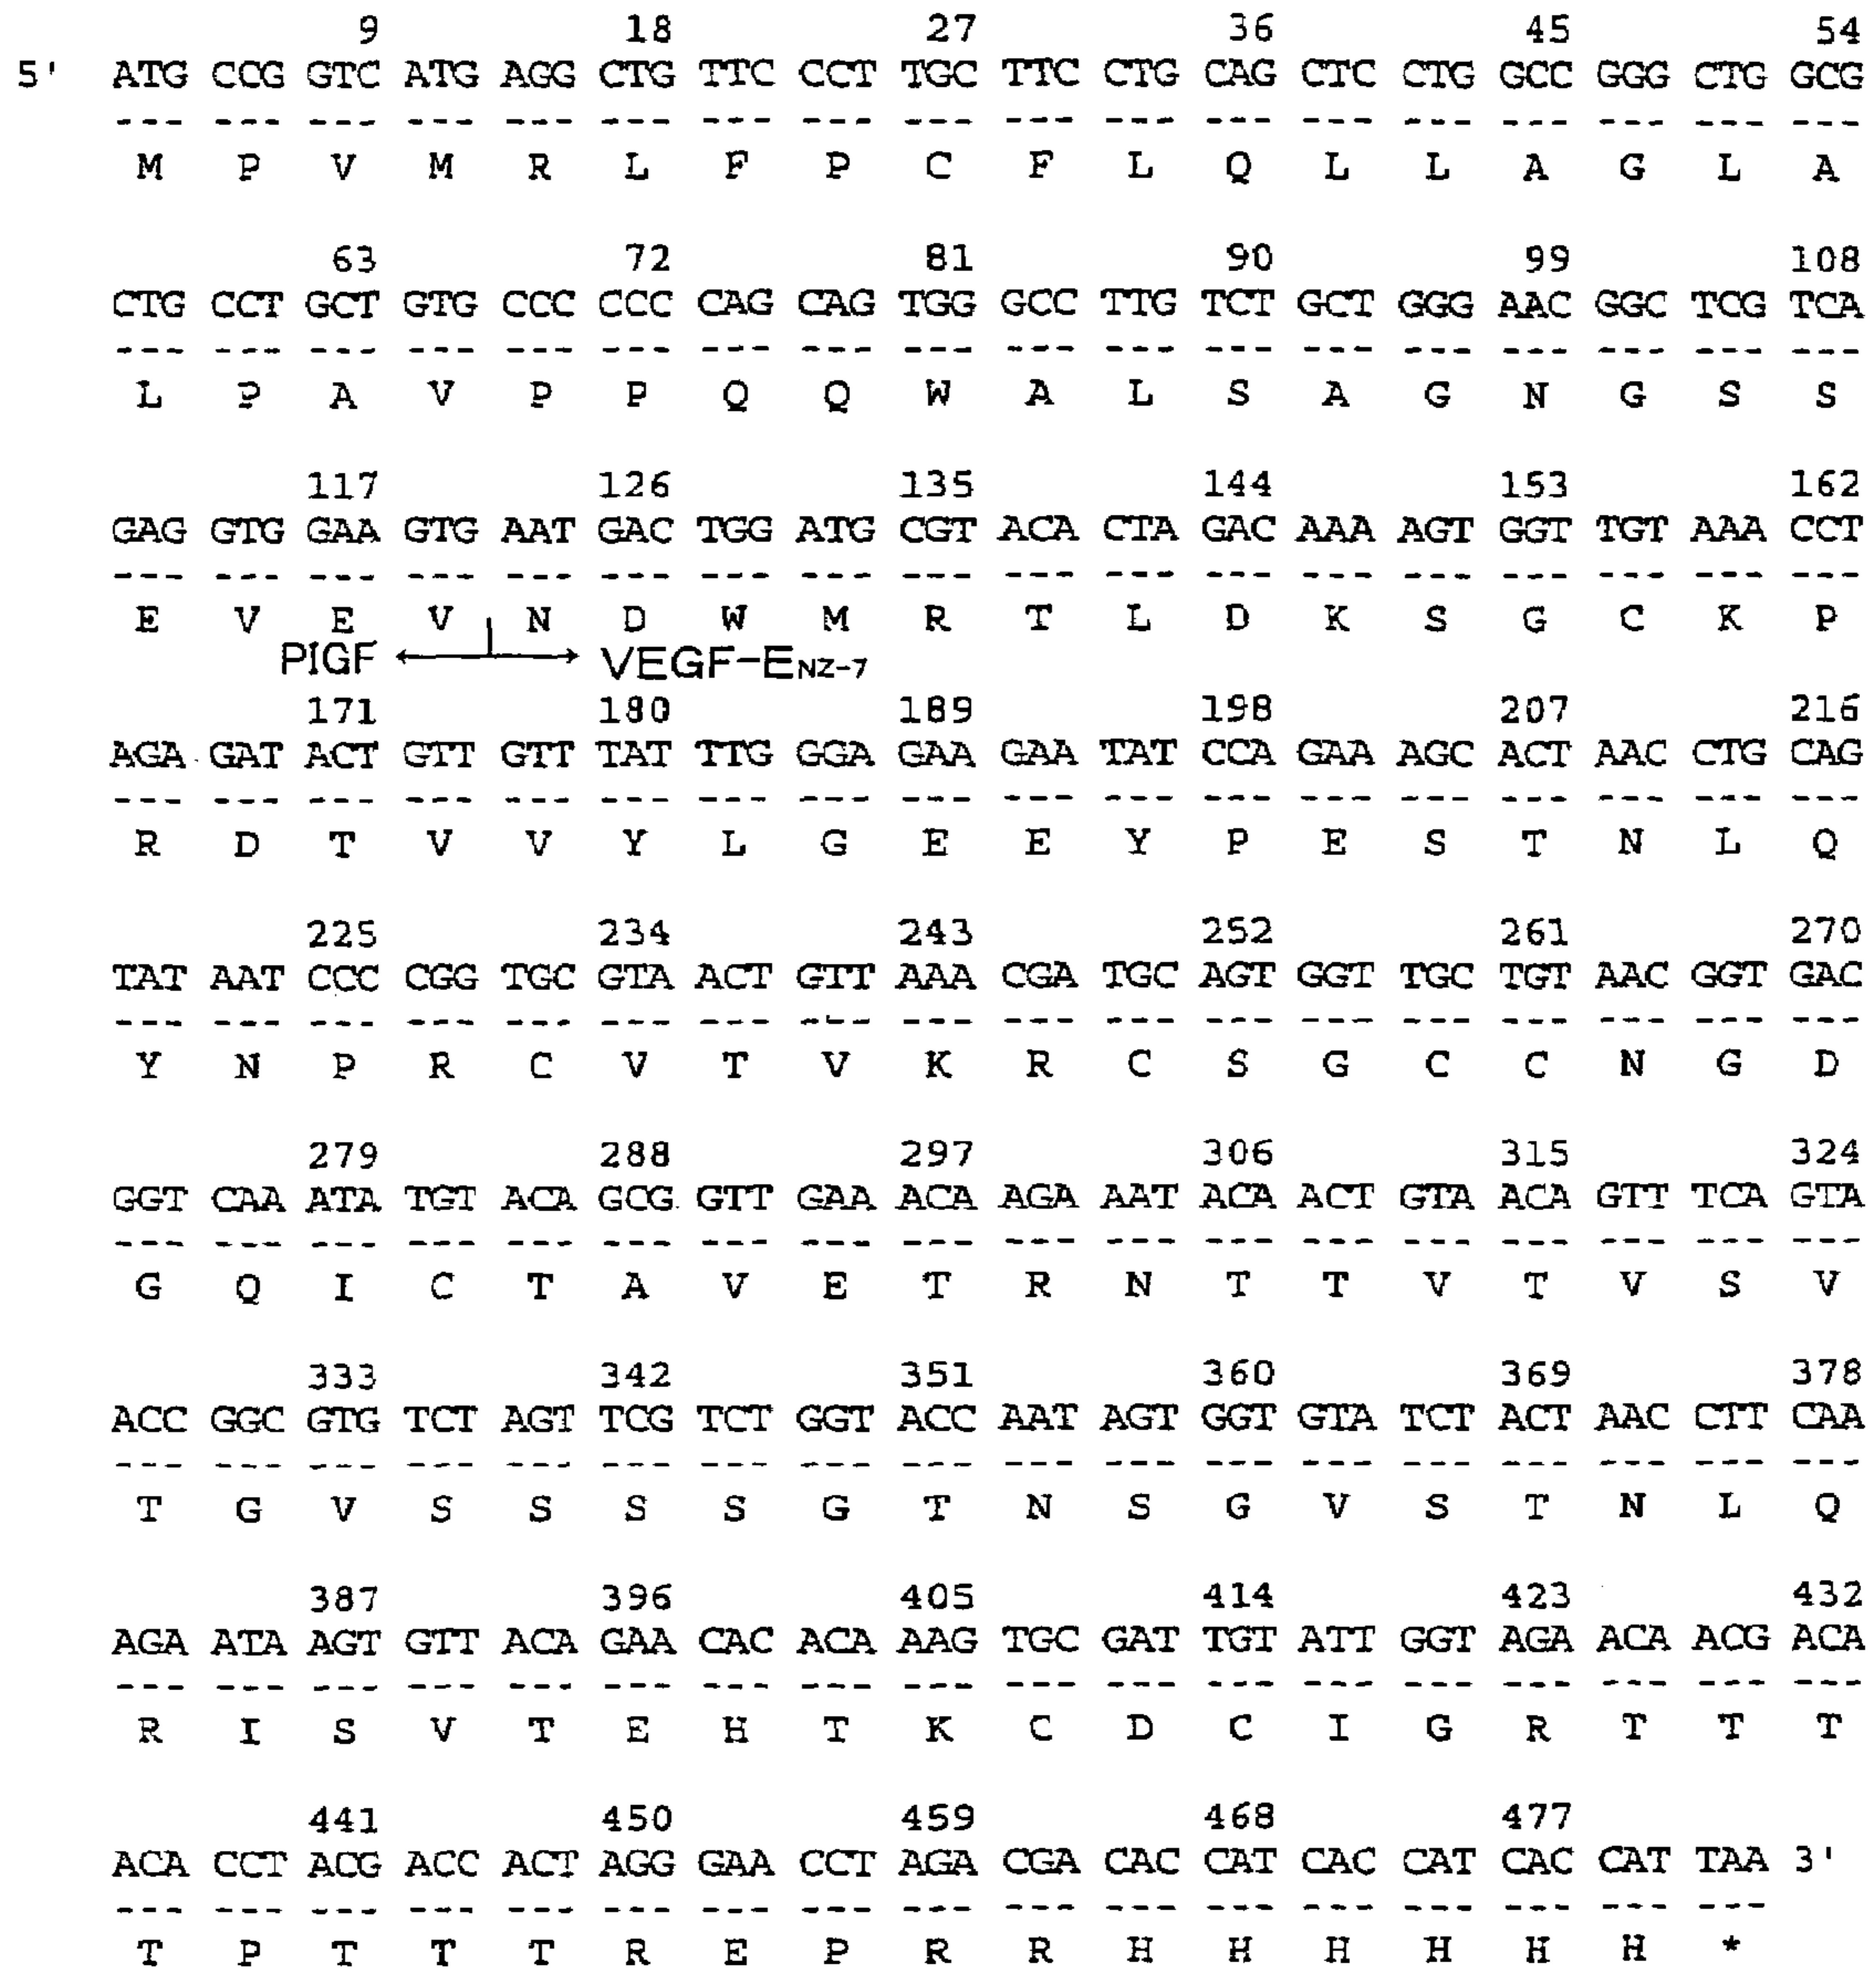 9 18 27 36 45 54
5' ATG CCG GTC ATG AGG CTG TTC CCT TGC TTC CTG CAG CTC CTG GCC GGG CTG GCG
--- --- --- --- --- --- --- --- --- --- --- --- --- --- --- --- --- ---
M P V M R L F P C F L Q L L A G L A
63 72 81 90 99 108
CTG CCT GCT GTG CCC CCC CAG CAG TGG GCC TTG TCT GCT GGG AAC GGC TCG TCA
--- --- --- --- --- --- --- --- --- --- --- --- --- --- --- --- --- ---
L P A V P P Q Q W A L S A G N G S S
117 126 135 144 153 162
GAG GTG GAA GTG AAT GAC TGG ATG CGT ACA CTA GAC AAA AGT GGT TGT AAA CCT
--- --- --- --- --- --- --- --- --- --- --- --- --- --- --- --- --- ---
E V E V N D W M R T L D K S G C K P
PlGF ←→ VEGF-ENZ-7
171 180 189 198 207 216
AGA GAT ACT GTT GTT TAT TTG GGA GAA GAA TAT CCA GAA AGC ACT AAC CTG CAG
--- --- --- --- --- --- --- --- --- --- --- --- --- --- --- --- --- ---
R D T V V Y L G E E Y P E S T N L Q
225 234 243 252 261 270
TAT AAT CCC CGG TGC GTA ACT GTT AAA CGA TGC AGT GGT TGC TGT AAC GGT GAC
--- --- --- --- --- --- --- --- --- --- --- --- --- --- --- --- --- ---
Y N P R C V T V K R C S G C C N G D
279 288 297 306 315 324
GGT CAA ATA TGT ACA GCG GTT GAA ACA AGA AAT ACA ACT GTA ACA GTT TCA GTA
--- --- --- --- --- --- --- --- --- --- --- --- --- --- --- --- --- ---
G Q I C T A V E T R N T T V T V S V
333 342 351 360 369 378
ACC GGC GTG TCT AGT TCG TCT GGT ACC AAT AGT GGT GTA TCT ACT AAC CTT CAA
--- --- --- --- --- --- --- --- --- --- --- --- --- --- --- --- --- ---
T G V S S S S G T N S G V S T N L Q
387 396 405 414 423 432
AGA ATA AGT GTT ACA GAA CAC ACA AAG TGC GAT TGT ATT GGT AGA ACA ACG ACA
--- --- --- --- --- --- --- --- --- --- --- --- --- --- --- --- --- ---
R I S V T E H T K C D C I G R T T T
441 450 459 468 477
ACA CCT ACG ACC ACT AGG GAA CCT AGA CGA CAC CAT CAC CAT CAC CAT TAA 3'
--- --- --- --- --- --- --- --- --- --- --- --- --- --- --- --- ---
T P T T T R E P R R H H H H H H *